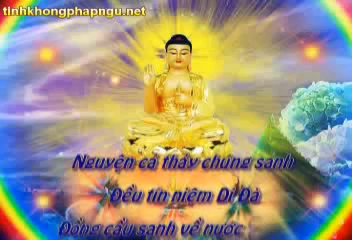 tinhkhongphapngu.net
Nguyện cả thảy chúng sanh
Đều tín niệm Di Đà
Đồng cầu sanh về nước